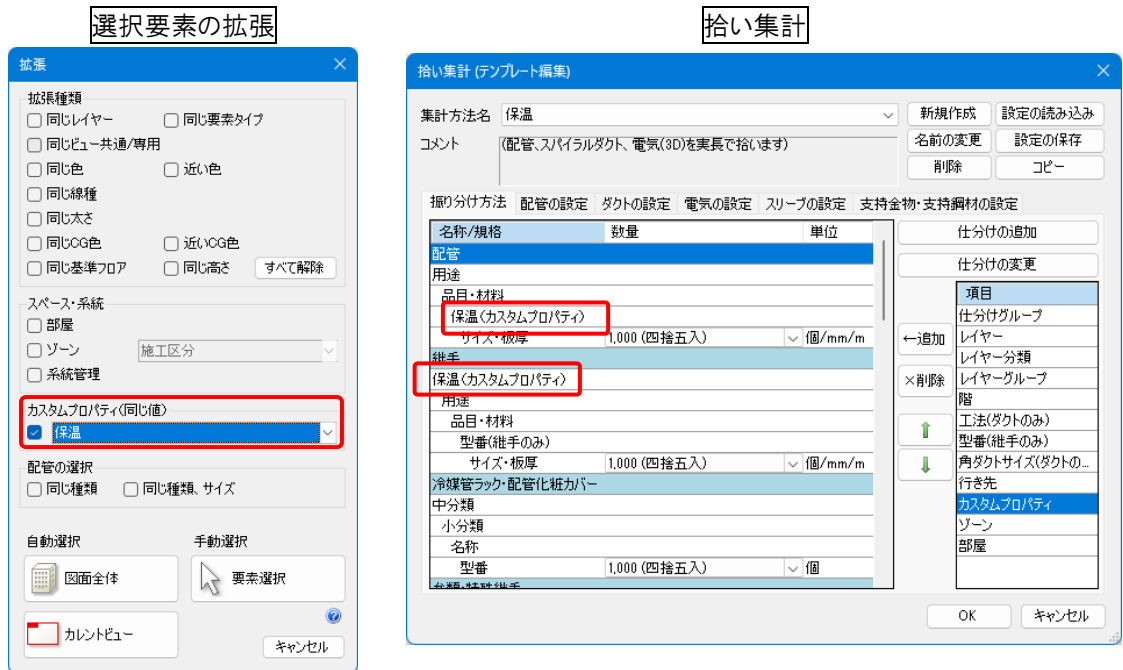 選択要素の拡張
拡張
拡張種類
同じレイヤー 同じ要素タイプ
同じビュー共通/専用
同じ色 近い色
同じ線種
同じ太さ
同じCG色 近いCG色
同じ基準フロア 同じ高さ すべて解除
スペース・系統
部屋
ゾーン 施工区分
系統管理
カスタムプロパティ(同じ値)
保温
配管の選択
同じ種類 同じ種類、サイズ
自動選択 手動選択
図面全体 要素選択
カレントビュー
キャンセル
拾い集計
拾い集計 (テンプレート編集)
集計方法名 保温 新規作成 設定の読み込み
コメント (配管、スパイラルダクト、電気(3D)を実長で拾います) 名前の変更 設定の保存
削除 コピー
振り分け方法 配管の設定 ダクトの設定 電気の設定 スリーブの設定 支持金物・支持鋼材の設定
名称/規格 数量 単位
配管
用途
品目・材料
保温(カスタムプロパティ)
サイズ・板厚 1,000 (四捨五入) 個/mm/m
継手
保温(カスタムプロパティ)
用途
品目・材料
型番(継手のみ)
サイズ・板厚 1,000 (四捨五入) 個/mm/m
冷媒管ラック・配管化粧カバー
中分類
小分類
名称
型番 1,000 (四捨五入) 個
弁類・特殊継手
仕分けの追加
仕分けの変更
←追加
×削除
項目
仕分けグループ
レイヤー
レイヤー分類
レイヤーグループ
階
工法(ダクトのみ)
型番(継手のみ)
角ダクトサイズ(ダクトの...
行き先
カスタムプロパティ
ゾーン
部屋
OK キャンセル